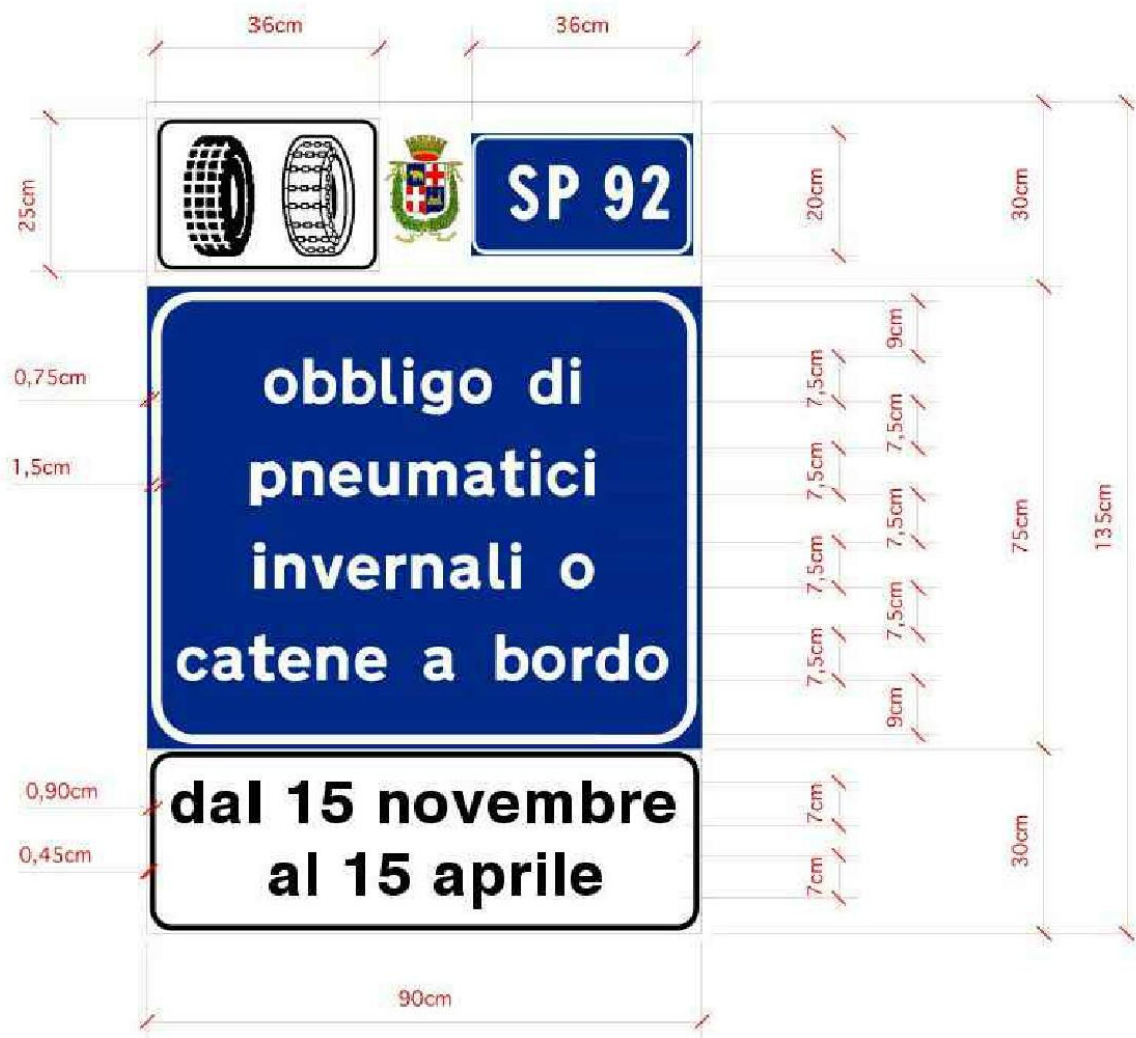 36cm 36cm
25cm
SP 92
20cm
30cm
9cm
0,75cm
obbligo di
7,5cm
7,5cm
1,5cm
pneumatici
7,5cm
7,5cm
75cm
135cm
invernali o
7,5cm
7,5cm
catene a bordo
7,5cm
9cm
0,90cm
dal 15 novembre
7cm
0,45cm
al 15 aprile
7cm
30cm
90cm